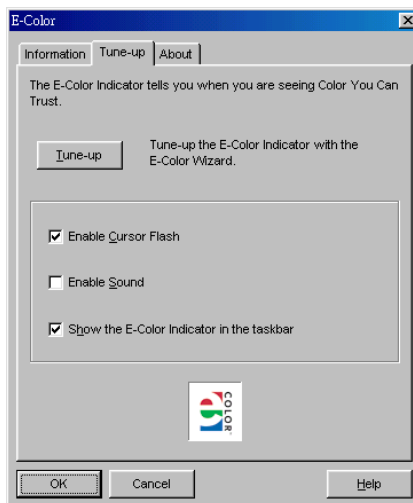 E-Color
Information
Tune-up
About
The E-Color Indicator tells you when you are seeing Color You Can
Trust.
Tune-up
Tune-up the E-Color Indicator with the
E-Color Wizard.
Enable Cursor Flash
Enable Sound
Show the E-Color Indicator in the taskbar
COLOR
OK
Cancel
Help